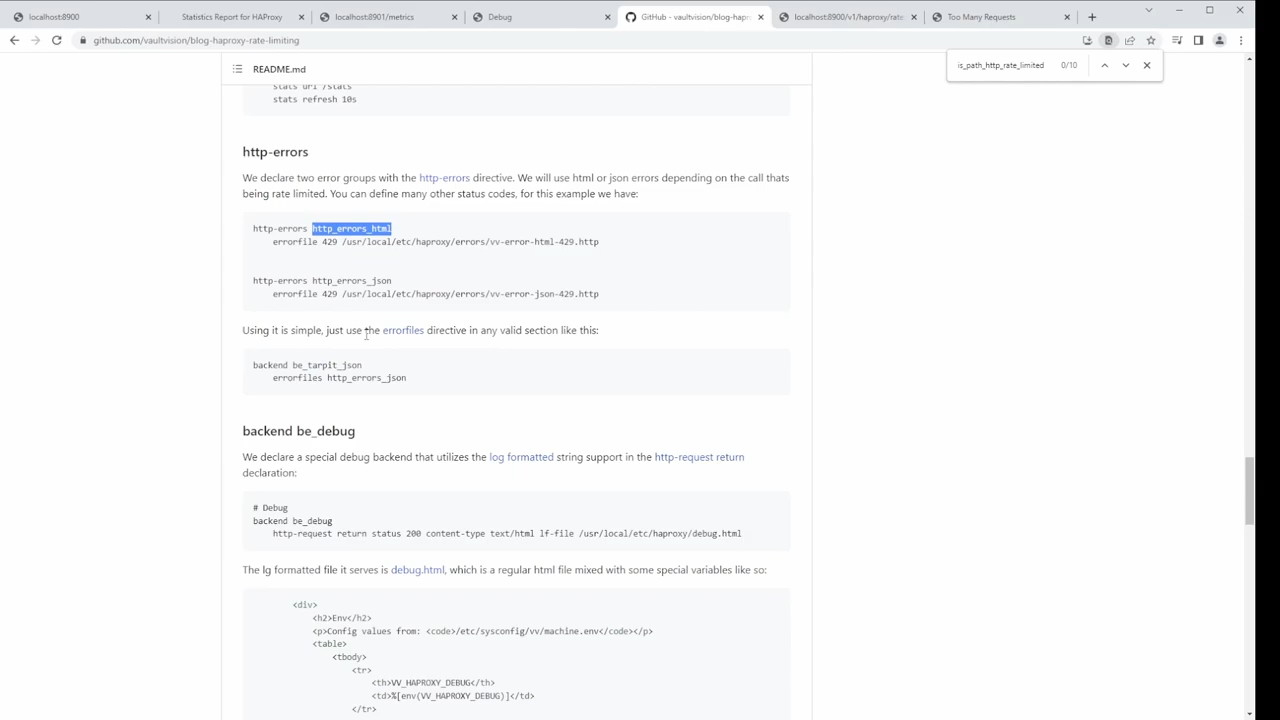 localhost:8900
Statistics Report for HAProxy
localhost:8901/metrics
Debug
GitHub - vaultvision/blog-hapro
localhost:8900/v1/haproxy/rate
Too Many Requests
github.com/vaultvision/blog-haproxy-rate-limiting
is_path_http_rate_limited 0/10
README.md
stats uri /stats
stats refresh 10s
http-errors
We declare two error groups with the http-errors directive. We will use html or json errors depending on the call thats
being rate limited. You can define many other status codes, for this example we have:
http-errors http_errors_html
errorfile 429 /usr/local/etc/haproxy/errors/vv-error-html-429.http
http-errors http_errors_json
errorfile 429 /usr/local/etc/haproxy/errors/vv-error-json-429.http
Using it is simple, just use the errorfiles directive in any valid section like this:
backend be_tarpit_json
errorfiles http_errors_json
backend be_debug
We declare a special debug backend that utilizes the log formatted string support in the http-request return
declaration:
# Debug
backend be_debug
http-request return status 200 content-type text/html lf-file /usr/local/etc/haproxy/debug.html
The lg formatted file it serves is debug.html, which is a regular html file mixed with some special variables like so:
<div>
<h2>Env</h2>
<p>Config values from: <code>/etc/sysconfig/vv/machine.env</code></p>
<table>
<tbody>
<tr>
<th>VV_HAPROXY_DEBUG</th>
<td>%[env(VV_HAPROXY_DEBUG)]</td>
</tr>